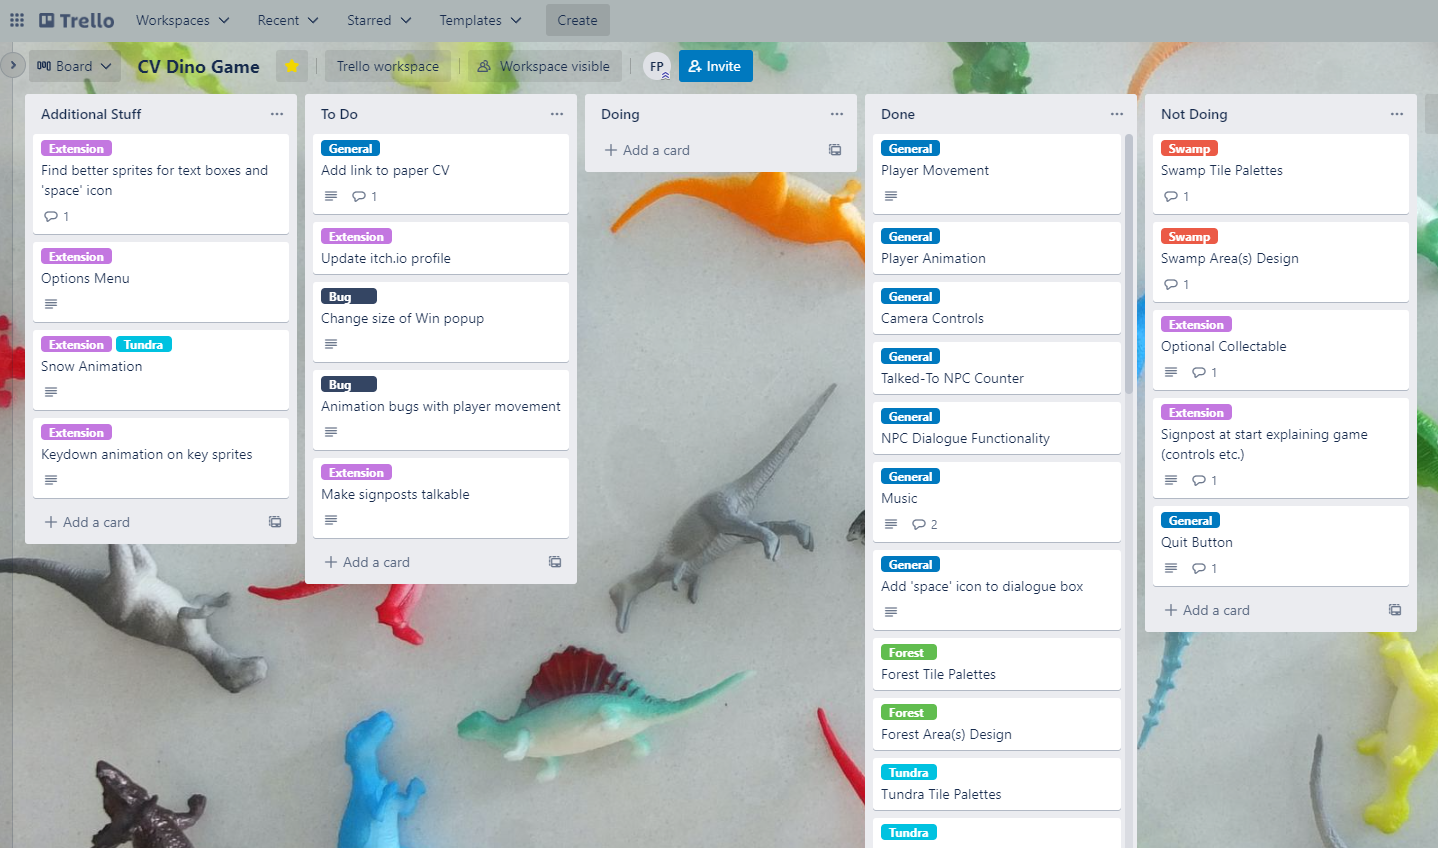 Trello
Workspaces
Recent
Starred
Templates
Create
Board
CV Dino Game
Trello workspace
Workspace visible
FP
Invite
Additional Stuff
Extension
Find better sprites for text boxes and
'space' icon
1
Extension
Options Menu
Extension Tundra
Snow Animation
Extension
Keydown animation on key sprites
Add a card
To Do
General
Add link to paper CV
1
Extension
Update itch.io profile
Bug
Change size of Win popup
Bug
Animation bugs with player movement
Extension
Make signposts talkable
Add a card
Doing
Add a card
Done
General
Player Movement
General
Player Animation
General
Camera Controls
General
Talked-To NPC Counter
General
NPC Dialogue Functionality
General
Music
2
General
Add 'space' icon to dialogue box
Forest
Forest Tile Palettes
Forest
Forest Area(s) Design
Tundra
Tundra Tile Palettes
Tundra
Not Doing
Swamp
Swamp Tile Palettes
1
Swamp
Swamp Area(s) Design
1
Extension
Optional Collectable
1
Extension
Signpost at start explaining game
(controls etc.)
1
General
Quit Button
1
Add a card